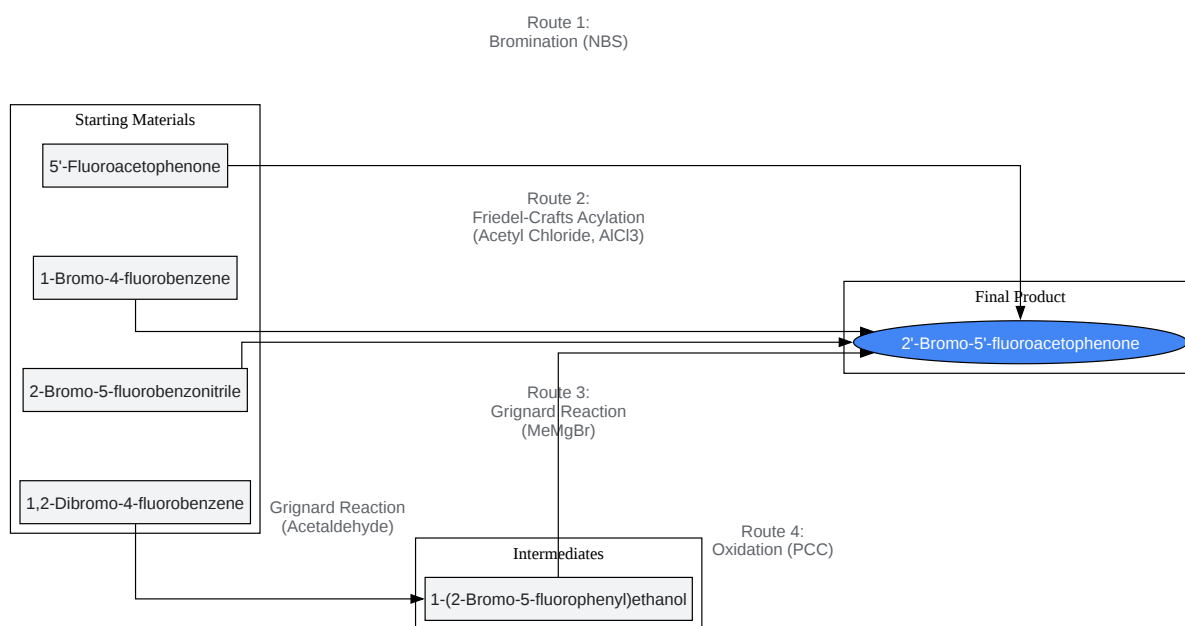 Route 1:
Bromination (NBS)
Starting Materials
5'-Fluoroacetophenone
Route 2:
Friedel-Crafts Acylation
(Acetyl Chloride, AlCl3)
1-Bromo-4-fluorobenzene
Final Product
2'-Bromo-5'-fluoroacetophenone
2-Bromo-5-fluorobenzonitrile
Route 3:
Grignard Reaction
(MeMgBr)
1,2-Dibromo-4-fluorobenzene
Grignard Reaction
(Acetaldehyde)
Route 4:
Oxidation (PCC)
Intermediates
1-(2-Bromo-5-fluorophenyl)ethanol